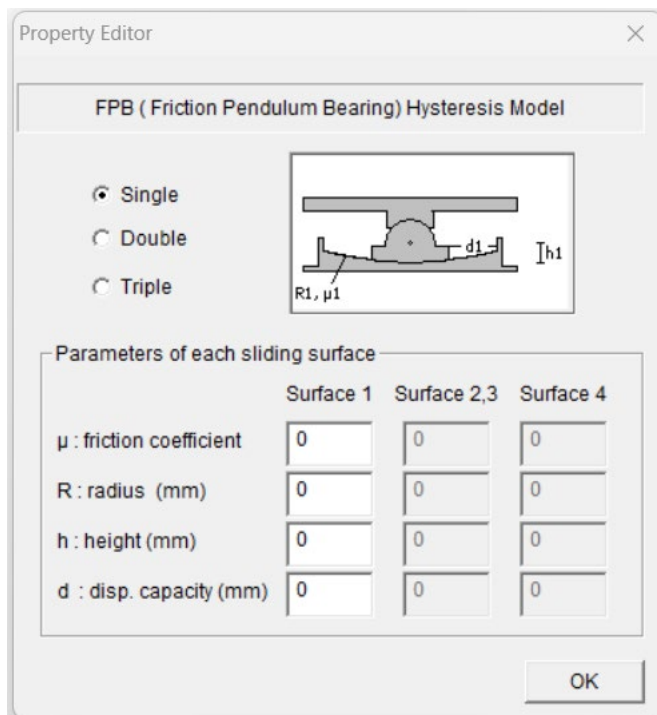 Property Editor
FPB ( Friction Pendulum Bearing) Hysteresis Model
Single
Double
Triple
d1
h1
R1, µ1
Parameters of each sliding surface
Surface 1 Surface 2,3 Surface 4
µ : friction coefficient 0 0 0
R : radius (mm) 0 0 0
h : height (mm) 0 0 0
d : disp. capacity (mm) 0 0 0
OK